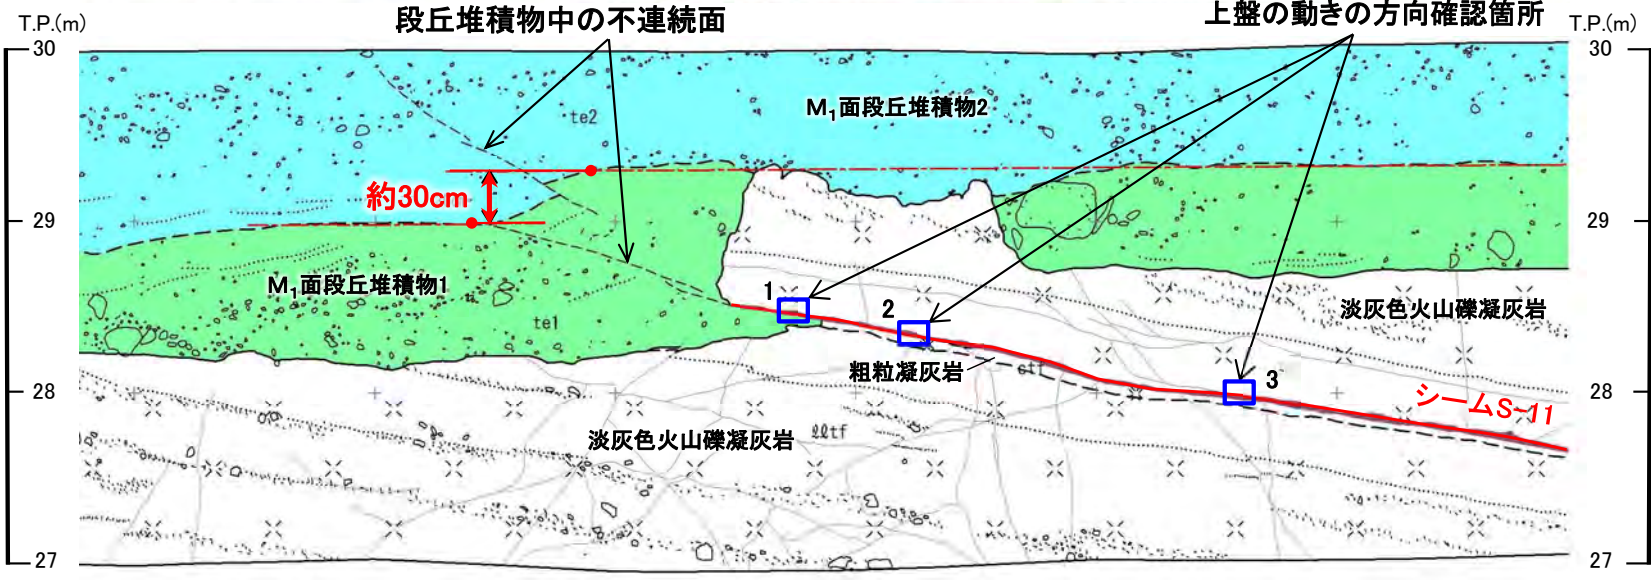 段丘堆積物中の不連続面
上盤の動きの方向確認箇所
T.P.(m)
T.P.(m)
30
30
M₁面段丘堆積物2
te2
約30cm
29
29
M₁面段丘堆積物1
te1
1
2
3
淡灰色火山礫凝灰岩
粗粒凝灰岩
ctf
28
28
シームS-11
淡灰色火山礫凝灰岩
ℓℓtf
27
27